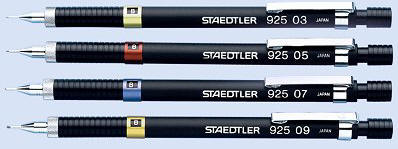 B STAEDTLER 925 03 JAPAN
B STAEDTLER 925 05 JAPAN
B STAEDTLER 925 07 JAPAN
B STAEDTLER 925 09 JAPAN